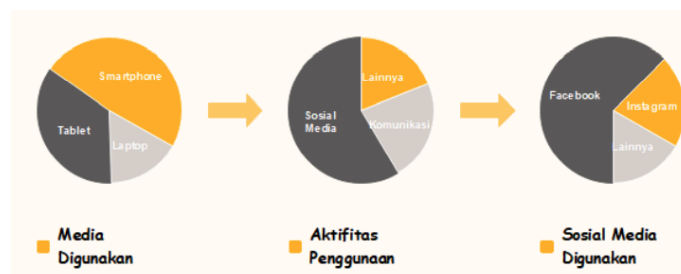 Smartphone
Tablet
Laptop
Lainnya
Sosial
Media
Komunikasi
Facebook
Instagram
Lainnya
Media
Digunakan
Aktifitas
Penggunaan
Sosial Media
Digunakan